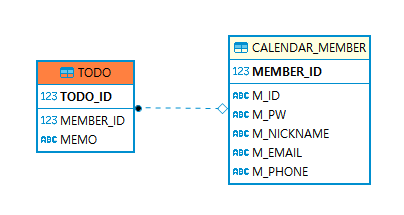 TODO
123 TODO_ID
123 MEMBER_ID
ABC MEMO
CALENDAR_MEMBER
123 MEMBER_ID
ABC M_ID
ABC M_PW
ABC M_NICKNAME
ABC M_EMAIL
ABC M_PHONE